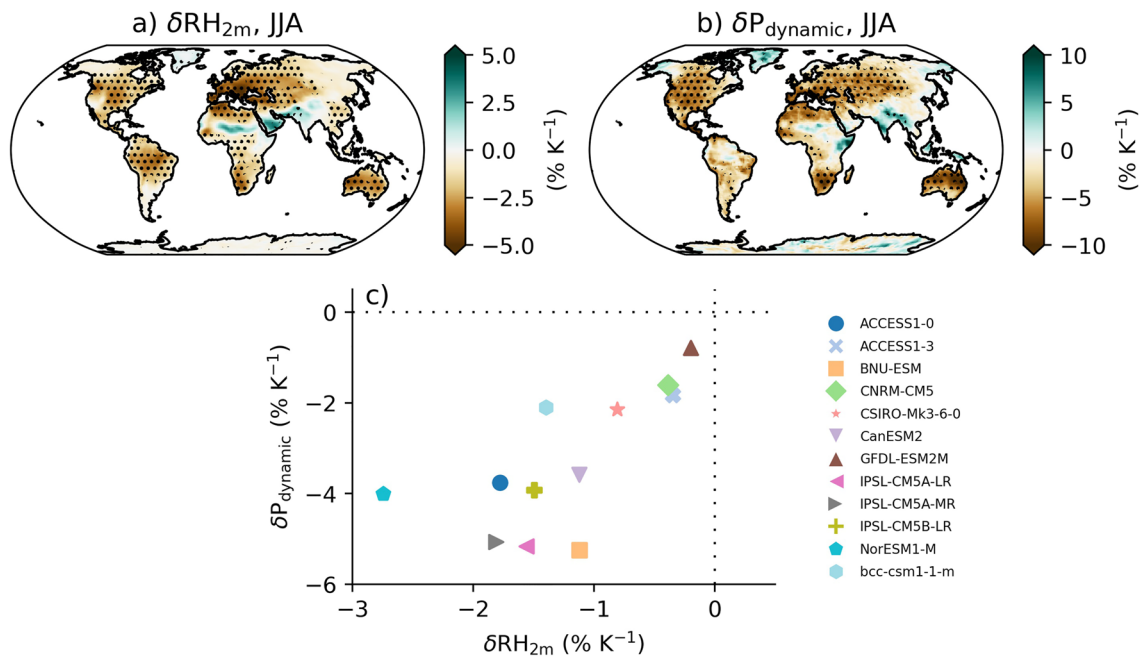 a) δRH2m, JJA
5.0
2.5
0.0
−2.5
−5.0
(% K−1)
b) δPdynamic, JJA
10
5
0
−5
−10
(% K−1)
c)
0
−2
−4
−6
δPdynamic (% K−1)
−3
−2
−1
0
δRH2m (% K−1)
ACCESS1-0
ACCESS1-3
BNU-ESM
CNRM-CM5
CSIRO-Mk3-6-0
CanESM2
GFDL-ESM2M
IPSL-CM5A-LR
IPSL-CM5A-MR
IPSL-CM5B-LR
NorESM1-M
bcc-csm1-1-m